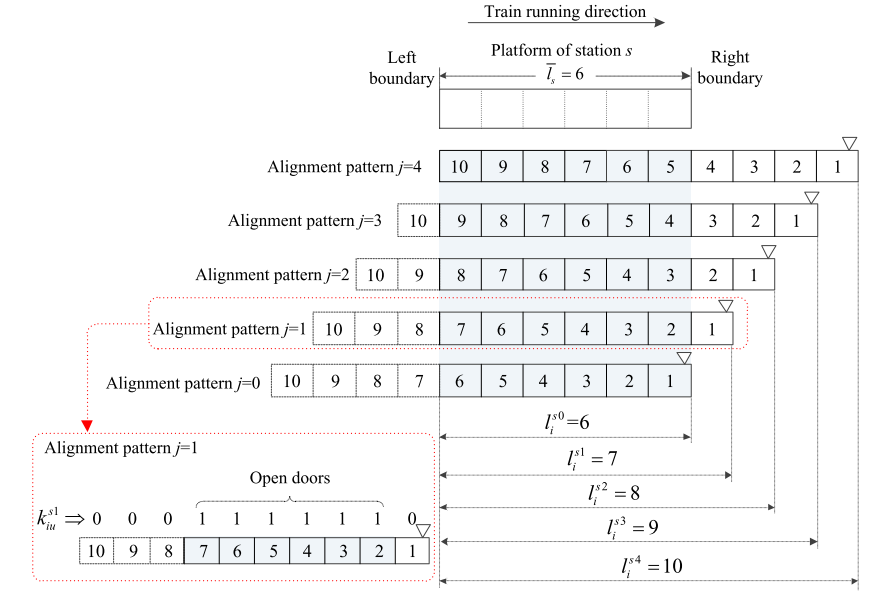 Train running direction
Left boundary
Platform of station s
l̅_s = 6
Right boundary
Alignment pattern j=4
10 9 8 7 6 5 4 3 2 1
Alignment pattern j=3
10 9 8 7 6 5 4 3 2 1
Alignment pattern j=2
10 9 8 7 6 5 4 3 2 1
Alignment pattern j=1
10 9 8 7 6 5 4 3 2 1
Alignment pattern j=0
10 9 8 7 6 5 4 3 2 1
l_i^{s0}=6
l_i^{s1} = 7
l_i^{s2} = 8
l_i^{s3} = 9
l_i^{s4} = 10
Alignment pattern j=1
Open doors
k_{iu}^{s1} ⇒ 0 0 0 1 1 1 1 1 1 0
10 9 8 7 6 5 4 3 2 1